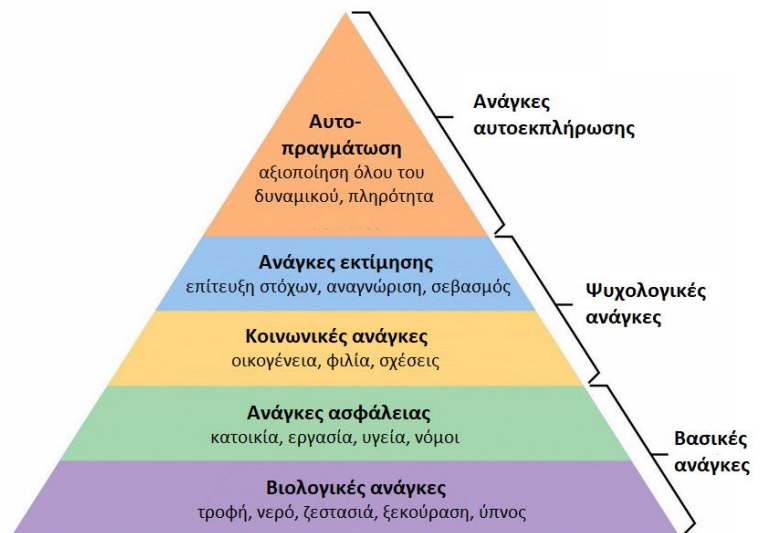 Αυτο-
πραγμάτωση
αξιοποίηση όλου του
δυναμικού, πληρότητα
Ανάγκες
αυτοεκπλήρωσης
Ανάγκες εκτίμησης
επίτευξη στόχων, αναγνώριση, σεβασμός
Ψυχολογικές
ανάγκες
Κοινωνικές ανάγκες
οικογένεια, φιλία, σχέσεις
Ανάγκες ασφάλειας
κατοικία, εργασία, υγεία, νόμοι
Βασικές
ανάγκες
Βιολογικές ανάγκες
τροφή, νερό, ζεστασιά, ξεκούραση, ύπνος